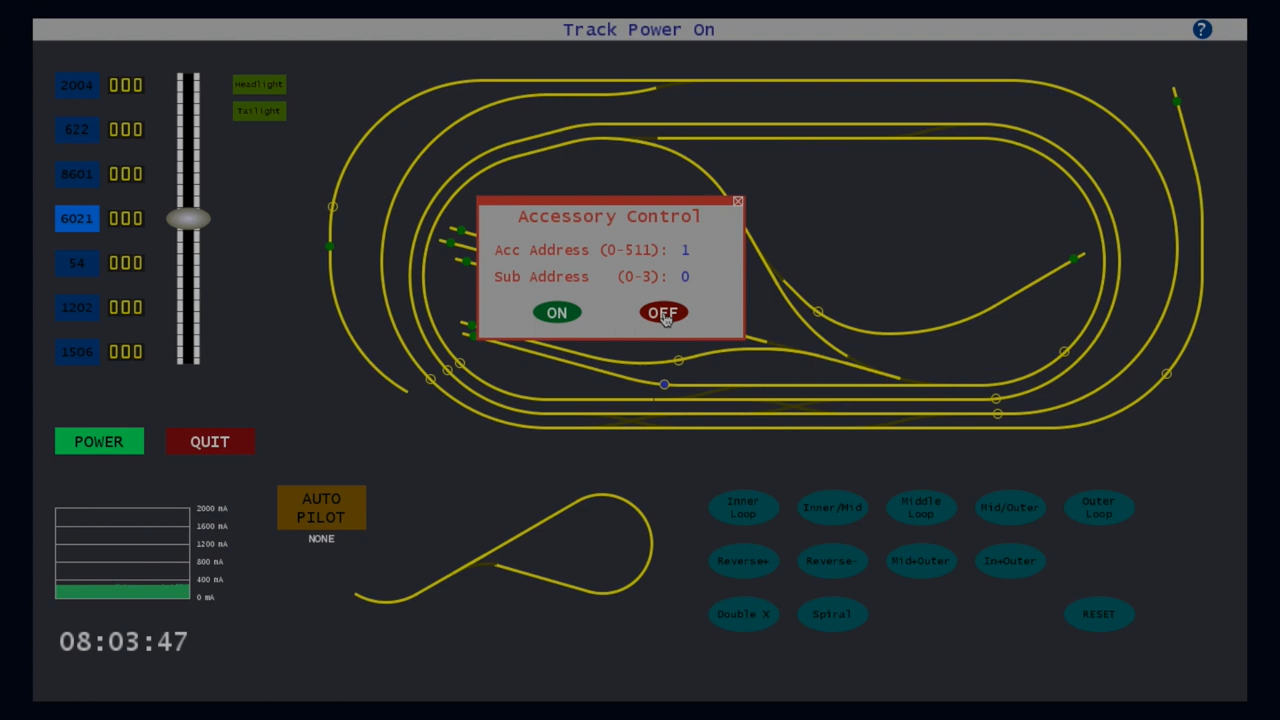 Track Power On
?
2004 000
Headlight
Tailight
622 000
8601 000
6021 000
54 000
1202 000
1506 000
Accessory Control
Acc Address (0-511): 1
Sub Address (0-3): 0
ON OFF
POWER QUIT
AUTO
PILOT
NONE
2000 mA
1600 mA
1200 mA
800 mA
400 mA
0 mA
08:03:47
Inner
Loop
Inner/Mid
Middle
Loop
Mid/Outer
Outer
Loop
Reverse+
Reverse-
Mid+Outer
In+Outer
Double X
Spiral
RESET